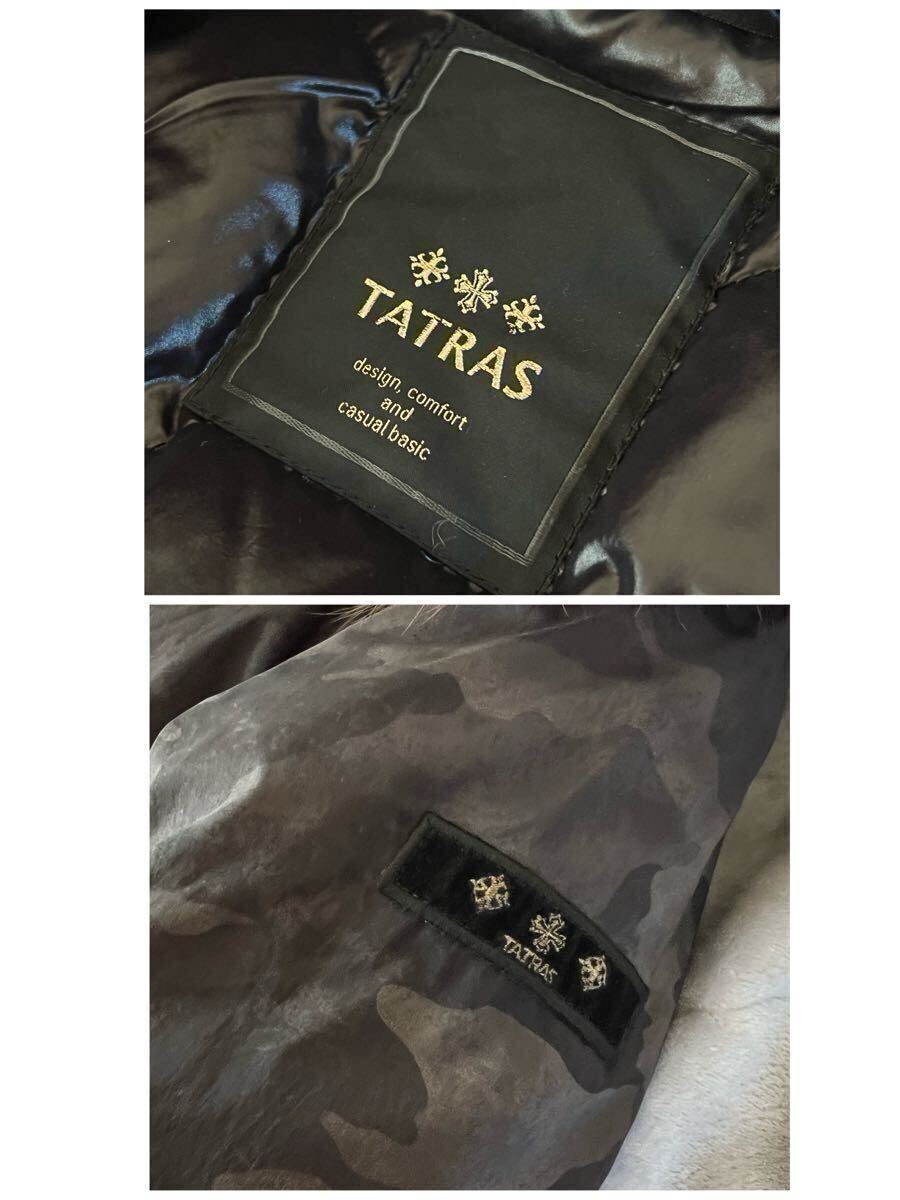 TATRAS
design, comfort
and
casual basic
TATRAS